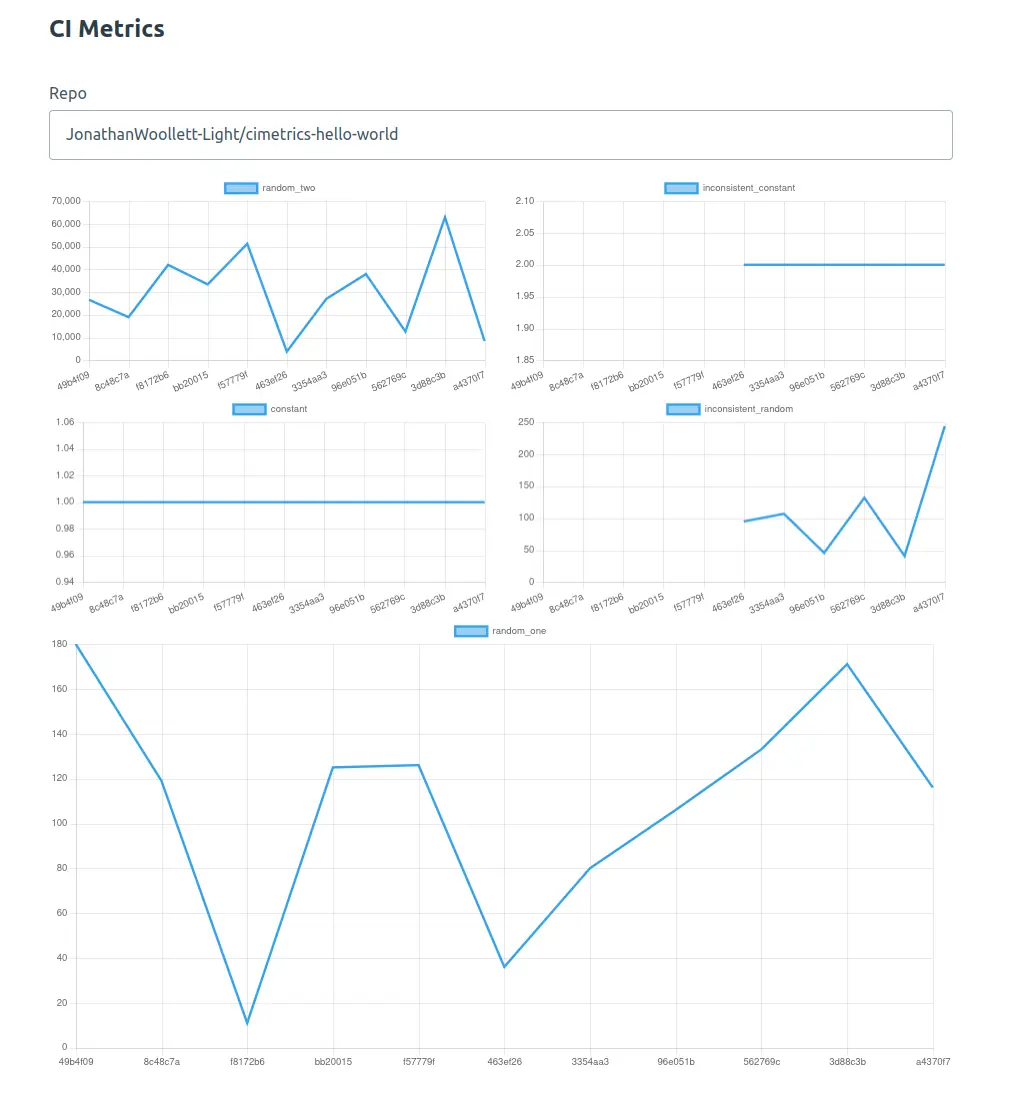 CI Metrics
Repo
JonathanWoollett-Light/cimetrics-hello-world
random_two
70,000
60,000
50,000
40,000
30,000
20,000
10,000
0
49b4f09 8c48c7a f8172b6 bb20015 f57779f 463ef26 3354aa3 96e051b 562769c 3d88c3b a4370f7
inconsistent_constant
2.10
2.05
2.00
1.95
1.90
1.85
49b4f09 8c48c7a f8172b6 bb20015 f57779f 463ef26 3354aa3 96e051b 562769c 3d88c3b a4370f7
constant
1.06
1.04
1.02
1.00
0.98
0.96
0.94
49b4f09 8c48c7a f8172b6 bb20015 f57779f 463ef26 3354aa3 96e051b 562769c 3d88c3b a4370f7
inconsistent_random
250
200
150
100
50
0
49b4f09 8c48c7a f8172b6 bb20015 f57779f 463ef26 3354aa3 96e051b 562769c 3d88c3b a4370f7
random_one
180
160
140
120
100
80
60
40
20
0
49b4f09 8c48c7a f8172b6 bb20015 f57779f 463ef26 3354aa3 96e051b 562769c 3d88c3b a4370f7